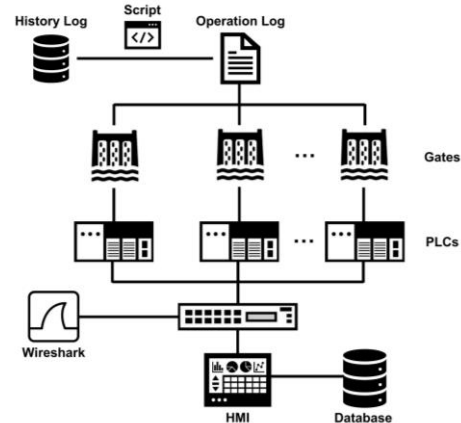 Script
History Log
Operation Log
</>
...
Gates
...
...
...
...
PLCs
Wireshark
HMI
Database